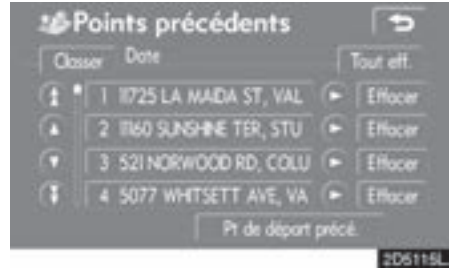 Points précédents
Classer Date Tout eff.
1 11725 LA MAIDA ST, VAL Effacer
2 11160 SUNSHINE TER, STU Effacer
3 521 NORWOOD RD, COLU Effacer
4 5077 WHITSETT AVE, VA Effacer
Pt de départ précé.
2D5115L